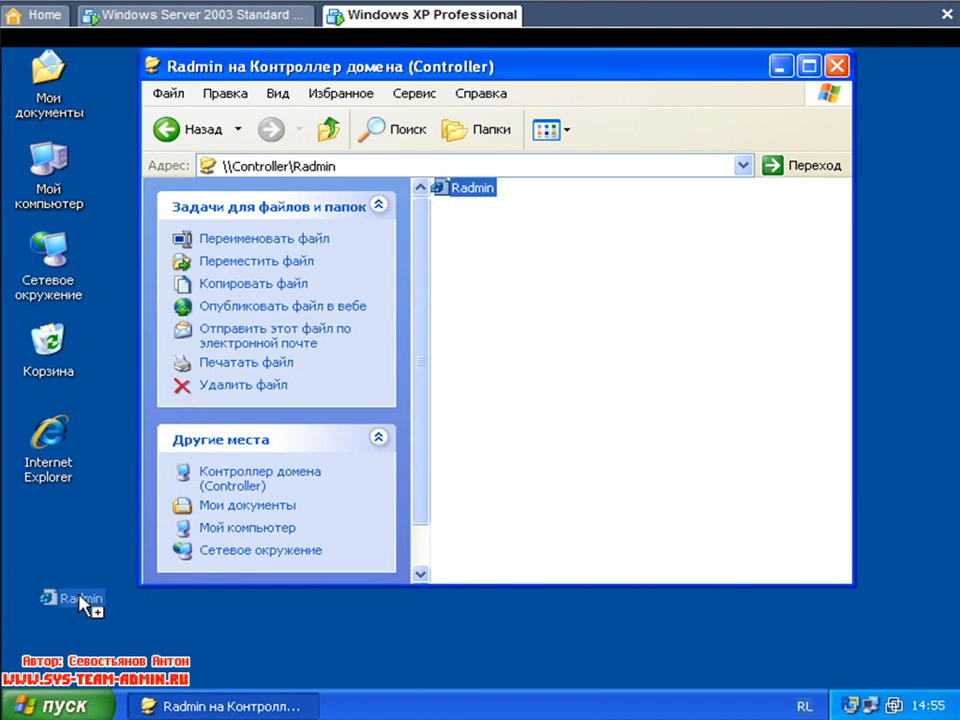 Home
Windows Server 2003 Standard ...
Windows XP Professional
Radmin на Контроллер домена (Controller)
Файл Правка Вид Избранное Сервис Справка
Назад Поиск Папки
Адрес: \\Controller\Radmin Переход
Мои
документы
Мой
компьютер
Сетевое
окружение
Корзина
Internet
Explorer
Radmin
Задачи для файлов и папок
Переименовать файл
Переместить файл
Копировать файл
Опубликовать файл в вебе
Отправить этот файл по
электронной почте
Печатать файл
Удалить файл
Другие места
Контроллер домена
(Controller)
Мои документы
Мой компьютер
Сетевое окружение
Radmin
Автор: Севостьянов Антон
WWW.SYS-TEAM-ADMIN.RU
пуск
Radmin на Контролл...
RL
14:55